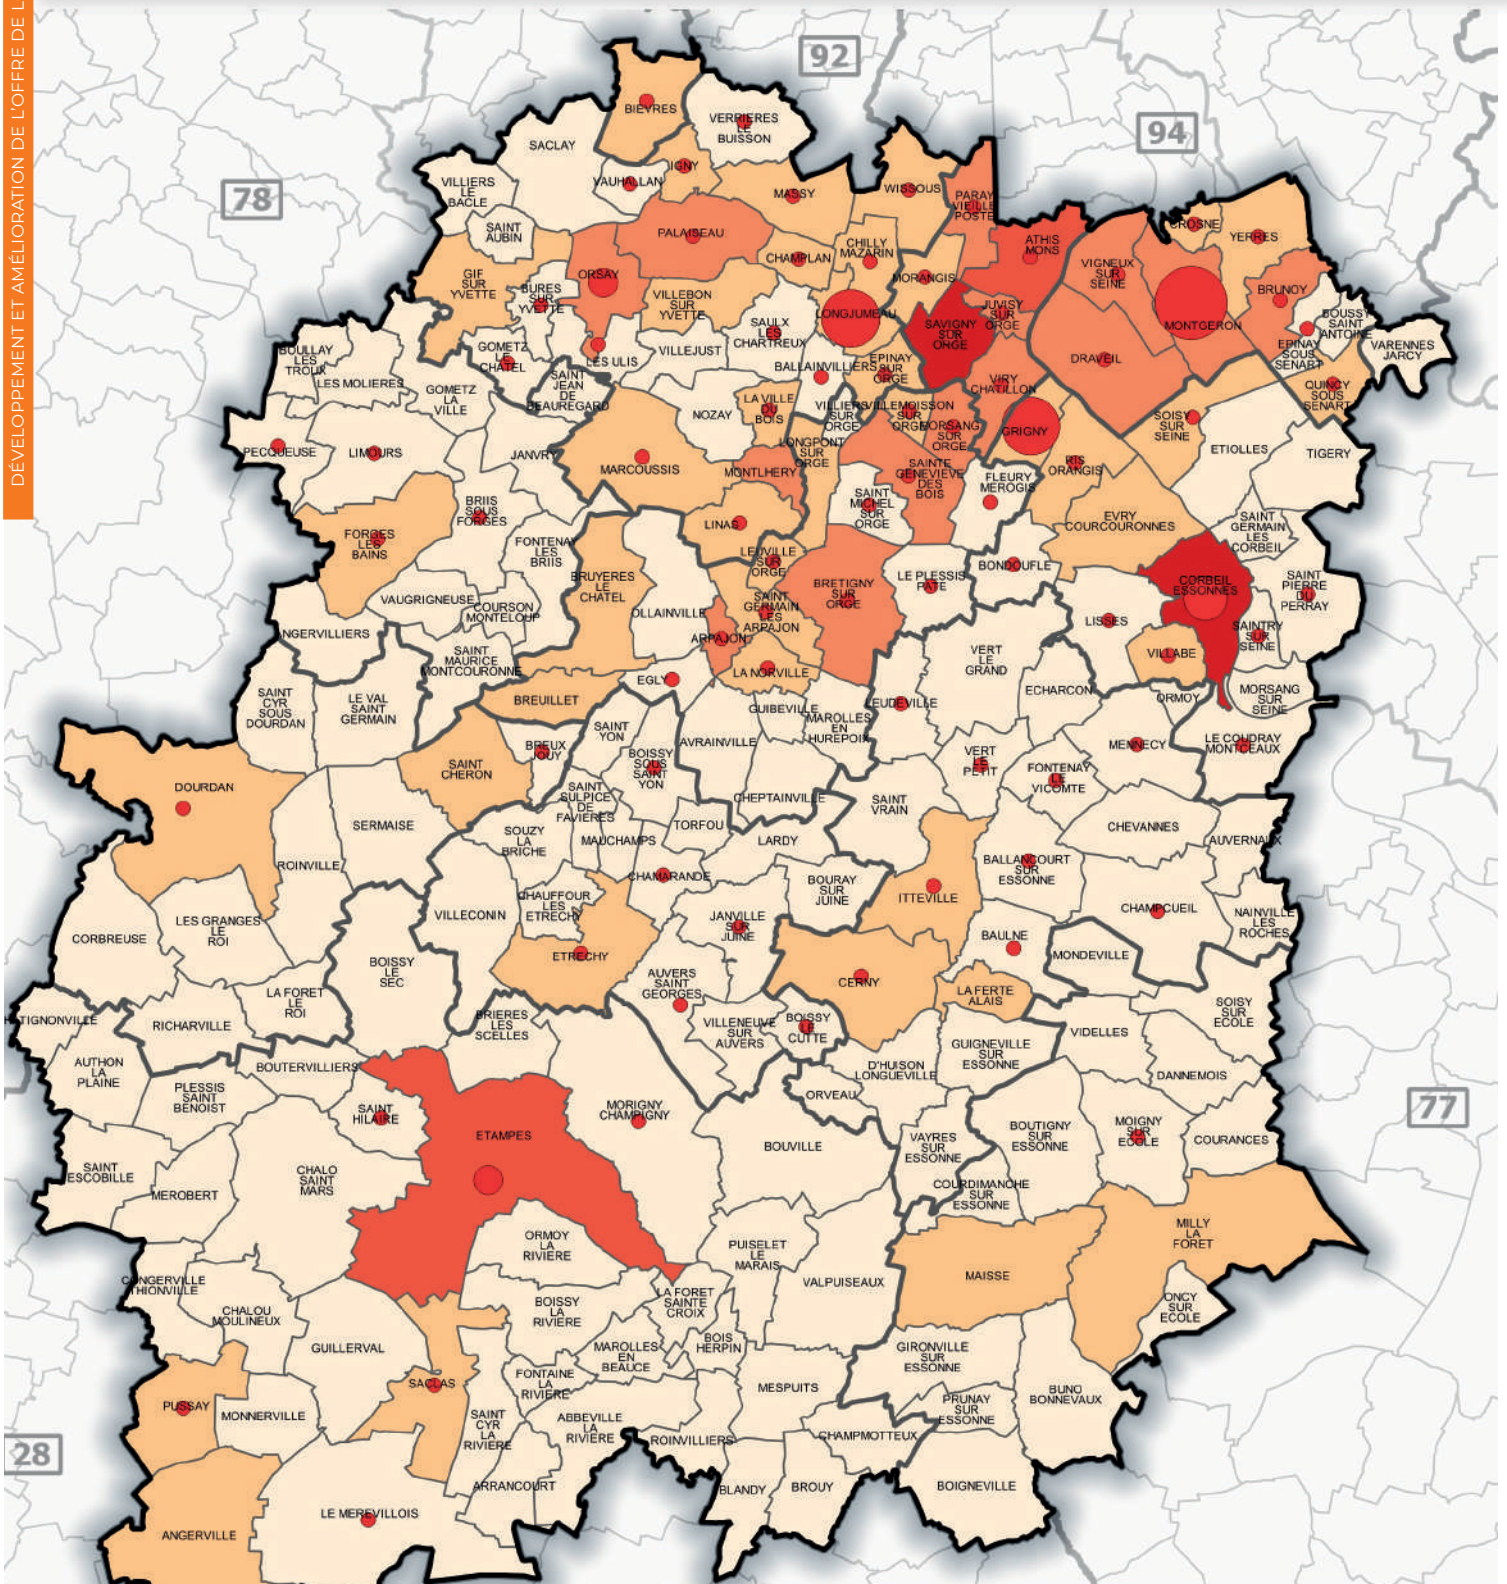 DÉVELOPPEMENT ET AMÉLIORATION DE L'OFFRE DE L
92
94
78
77
28
BIEVRES
VERRIERES
LE
BUISSON
SACLAY
IGNY
VAUHALLAN
VILLIERS
LE
BACLE
MASSY
WISSOUS
PARAY
VIEILLE
POSTE
SAINT
AUBIN
PALAISEAU
CHILLY
MAZARIN
ATHIS
MONS
CROSNE
YERRES
CHAMPLAN
GIF
SUR
YVETTE
ORSAY
MORANGIS
VIGNEUX
SUR
SEINE
BURES
SUR
YVETTE
VILLEBON
SUR
YVETTE
BRUNOY
SAULX
LES
CHARTREUX
LONGJUMEAU
SAVIGNY
SUR
ORGE
JUVISY
SUR
ORGE
MONTGERON
BOUSSY
SAINT
ANTOINE
BOULLAY
LES
TROUX
GOMETZ
LE
CHATEL
LES ULIS
VILLEJUST
EPINAY
SOUS
SENART
VARENNES
JARCY
BALLAINVILLIERS
EPINAY
SUR
ORGE
DRAVEIL
LES MOLIERES
GOMETZ
LA
VILLE
SAINT
JEAN
DE
BEAUREGARD
VIRY
CHATILLON
QUINCY
SOUS
SENART
NOZAY
LA VILLE
DU
BOIS
VILLIERS
SUR
ORGE
VILLEMOISSON
SUR
ORGE
MORSANG
SUR
ORGE
GRIGNY
SOISY
SUR
SEINE
PECQUEUSE
LIMOURS
JANVRY
MARCOUSSIS
MONTLHERY
LONGPONT
SUR
ORGE
SAINTE
GENEVIEVE
DES
BOIS
RIS
ORANGIS
ETIOLLES
TIGERY
FLEURY
MEROGIS
SAINT
MICHEL
SUR
ORGE
BRIIS
SOUS
FORGES
LINAS
EVRY
COURCOURONNES
SAINT
GERMAIN
LES
CORBEIL
FORGES
LES
BAINS
FONTENAY
LES
BRIIS
LEUVILLE
SUR
ORGE
BONDOUFLE
BRUYERES
LE
CHATEL
BRETIGNY
SUR
ORGE
LE PLESSIS
PATE
CORBEIL
ESSONNES
SAINT
PIERRE
DU
PERRAY
VAUGRIGNEUSE
COURSON
MONTELOUP
OLLAINVILLE
SAINT
GERMAIN
LES
ARPAJON
LISSES
NGERVILLIERS
ARPAJON
SAINTRY
SUR
SEINE
SAINT
MAURICE
MONTCOURONNE
VERT
LE
GRAND
VILLABE
EGLY
LA NORVILLE
SAINT
CYR
SOUS
DOURDAN
LE VAL
SAINT
GERMAIN
BREUILLET
ECHARCON
ORMOY
MORSANG
SUR
SEINE
GUIBEVILLE
LEUDEVILLE
MAROLLES
EN
HUREPOIX
SAINT
YON
AVRAINVILLE
BREUX
JOUY
MENNECY
LE COUDRAY
MONTCEAUX
SAINT
CHERON
BOISSY
SOUS
SAINT
YON
VERT
LE
PETIT
FONTENAY
LE
VICOMTE
DOURDAN
SAINT
SULPICE
DE
FAVIERES
CHEPTAINVILLE
SAINT
VRAIN
SERMAISE
SOUZY
LA
BRICHE
MAUCHAMPS
TORFOU
LARDY
CHEVANNES
AUVERNAUX
ROINVILLE
CHAMARANDE
BALLANCOURT
SUR
ESSONNE
BOURAY
SUR
JUINE
ITTEVILLE
CHAUFFOUR
LES
ETRECHY
VILLECONIN
JANVILLE
SUR
JUINE
CHAMPCUEIL
NAINVILLE
LES
ROCHES
LES GRANGES
LE
ROI
CORBREUSE
BAULNE
ETRECHY
MONDEVILLE
BOISSY
LE
SEC
AUVERS
SAINT
GEORGES
CERNY
LA FERTE
ALAIS
LA FORET
LE
ROI
SOISY
SUR
ECOLE
TIGNONVILLE
RICHARVILLE
BRIERES
LES
SCELLES
VILLENEUVE
SUR
AUVERS
BOISSY
LE
CUTTE
VIDELLES
GUIGNEVILLE
SUR
ESSONNE
AUTHON
LA
PLAINE
BOUTERVILLIERS
D'HUISON
LONGUEVILLE
DANNEMOIS
PLESSIS
SAINT
BENOIST
ORVEAU
SAINT
HILAIRE
MORIGNY
CHAMPIGNY
ETAMPES
BOUVILLE
VAYRES
SUR
ESSONNE
BOUTIGNY
SUR
ESSONNE
MOIGNY
SUR
ECOLE
COURANCES
SAINT
ESCOBILLE
MEROBERT
CHALO
SAINT
MARS
COURDIMANCHE
SUR
ESSONNE
MILLY
LA
FORET
ORMOY
LA
RIVIERE
PUISELET
LE
MARAIS
VALPUISEAUX
MAISSE
CONGERVILLE
THIONVILLE
CHALOU
MOULINEUX
BOISSY
LA
RIVIERE
LA FORET
SAINTE
CROIX
ONCY
SUR
ECOLE
GUILLERVAL
MAROLLES
EN
BEAUCE
BOIS
HERPIN
GIRONVILLE
SUR
ESSONNE
SACLAS
FONTAINE
LA
RIVIERE
MESPUITS
BUNO
BONNEVAUX
PUSSAY
MONNERVILLE
SAINT
CYR
LA
RIVIERE
ABBEVILLE
LA
RIVIERE
PRUNAY
SUR
ESSONNE
ROINVILLIERS
CHAMPMOTTEUX
ARRANCOURT
BLANDY
BROUY
BOIGNEVILLE
LE MEREVILLOIS
ANGERVILLE